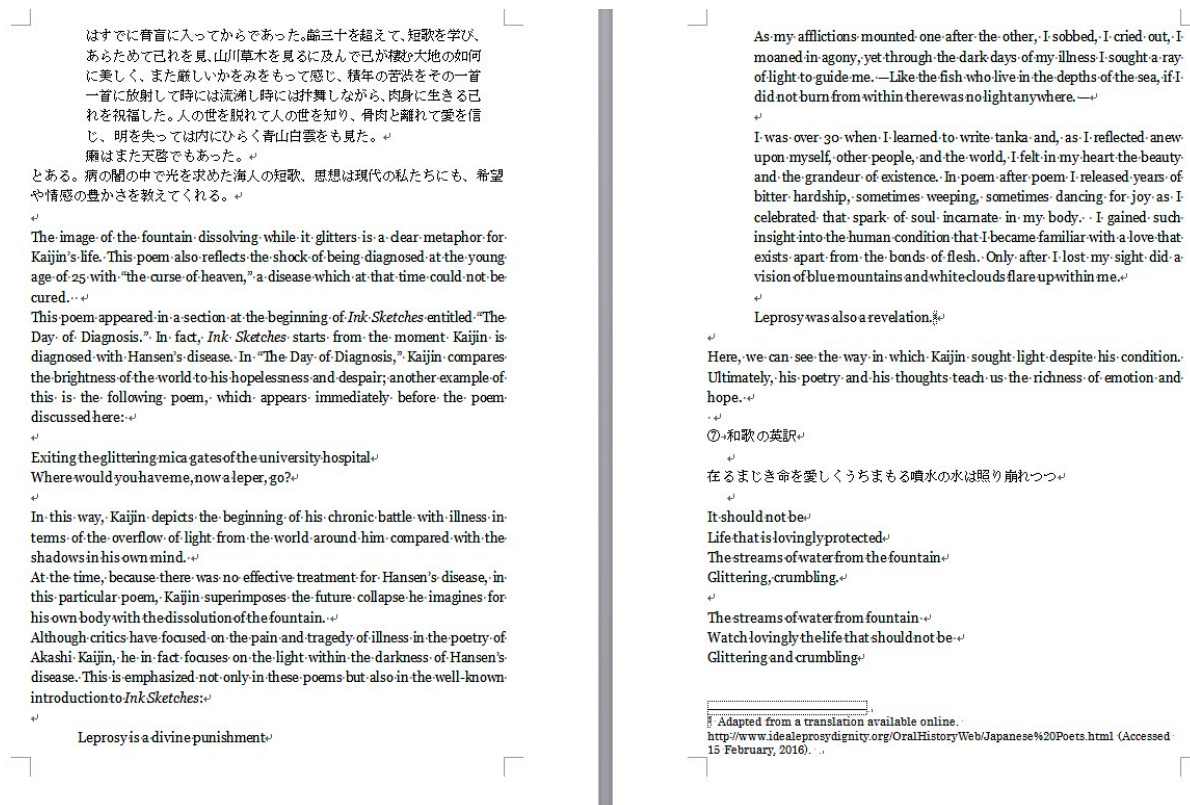 はすでに膏盲に入ってからであった。齢三十を超えて、短歌を学び、
あらためて己れを見、山川草木を見るに及んで己が棲む大地の如何
に美しく、また厳しいかをみをもって感じ、積年の苦渋をその一首
一首に放射して時には流涕し時には抃舞しながら、肉身に生きる己
れを祝福した。人の世を脱れて人の世を知り、骨肉と離れて愛を信
じ、明を失っては内にひらく青山白雲をも見た。
癩はまた天啓でもあった。
とある。病の闇の中で光を求めた海人の短歌、思想は現代の私たちにも、希望
や情感の豊かさを教えてくれる。
The image of the fountain dissolving while it glitters is a clear metaphor for
Kaijin’s life. This poem also reflects the shock of being diagnosed at the young
age of 25 with “the curse of heaven,” a disease which at that time could not be
cured.
This poem appeared in a section at the beginning of Ink Sketches entitled “The
Day of Diagnosis.” In fact, Ink Sketches starts from the moment Kaijin is
diagnosed with Hansen’s disease. In “The Day of Diagnosis,” Kaijin compares
the brightness of the world to his hopelessness and despair; another example of
this is the following poem, which appears immediately before the poem
discussed here:
Exiting the glittering mica gates of the university hospital
Where would you have me, now a leper, go?
In this way, Kaijin depicts the beginning of his chronic battle with illness in
terms of the overflow of light from the world around him compared with the
shadows in his own mind.
At the time, because there was no effective treatment for Hansen’s disease, in
this particular poem, Kaijin superimposes the future collapse he imagines for
his own body with the dissolution of the fountain.
Although critics have focused on the pain and tragedy of illness in the poetry of
Akashi Kaijin, he in fact focuses on the light within the darkness of Hansen’s
disease. This is emphasized not only in these poems but also in the well-known
introduction to Ink Sketches:
Leprosy is a divine punishment
As my afflictions mounted one after the other, I sobbed, I cried out, I
moaned in agony, yet through the dark days of my illness I sought a ray
of light to guide me. —Like the fish who live in the depths of the sea, if I
did not burn from within there was no light anywhere. —
I was over 30 when I learned to write tanka and, as I reflected anew
upon myself, other people, and the world, I felt in my heart the beauty
and the grandeur of existence. In poem after poem I released years of
bitter hardship, sometimes weeping, sometimes dancing for joy as I
celebrated that spark of soul incarnate in my body. I gained such
insight into the human condition that I became familiar with a love that
exists apart from the bonds of flesh. Only after I lost my sight did a
vision of blue mountains and white clouds flare up within me.
Leprosy was also a revelation.
Here, we can see the way in which Kaijin sought light despite his condition.
Ultimately, his poetry and his thoughts teach us the richness of emotion and
hope.
⑦ 和歌の英訳
在るまじき命を愛しくうちまもる噴水の水は照り崩れつつ
It should not be
Life that is lovingly protected
The streams of water from the fountain
Glittering, crumbling.
The streams of water from fountain
Watch lovingly the life that should not be
Glittering and crumbling
Adapted from a translation available online.
http://www.idealeprosydignity.org/OralHistoryWeb/Japanese%20Poets.html (Accessed
15 February, 2016).